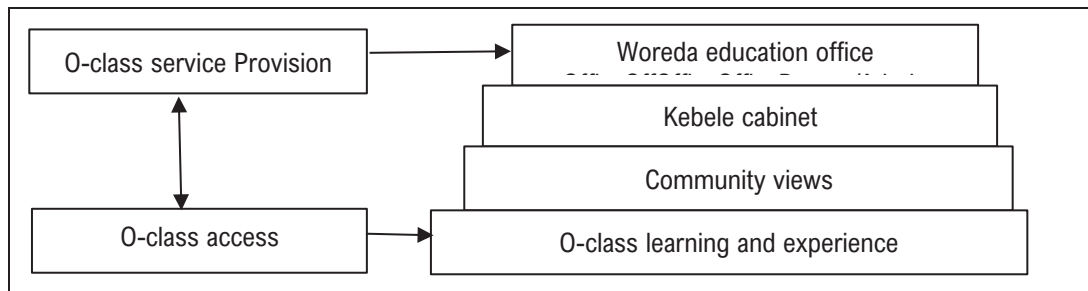 O-class service Provision
Woreda education office
Kebele cabinet
Community views
O-class access
O-class learning and experience